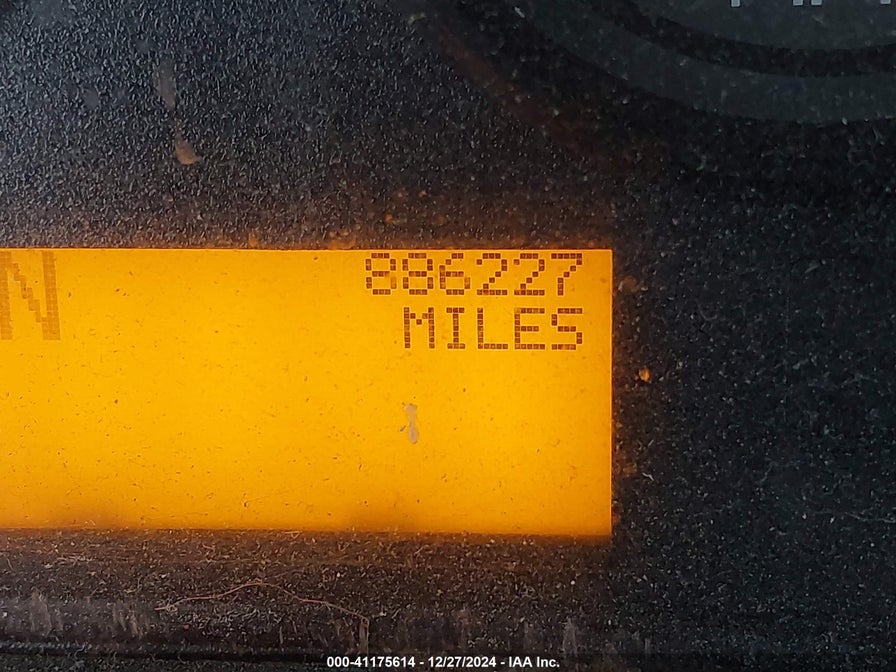 N 886227
MILES
000-41175614 - 12/27/2024 - IAA Inc.